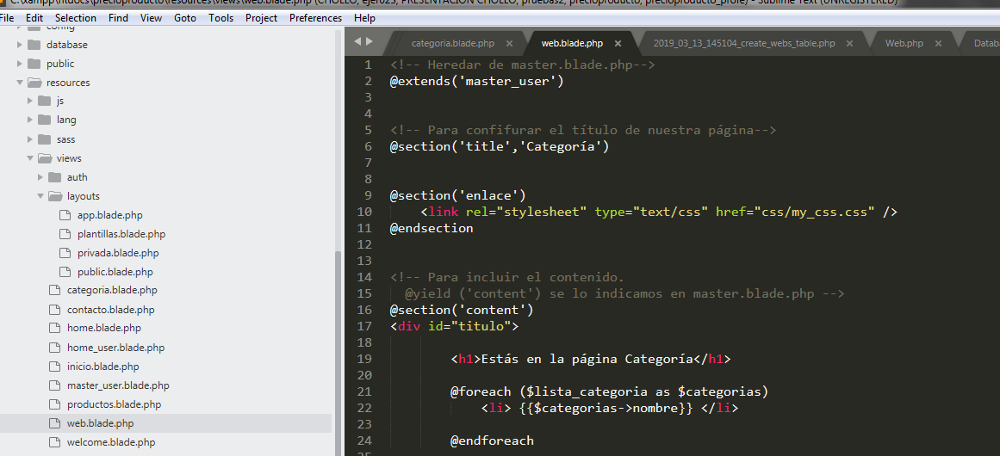 C:\xampp\htdocs\precioproducto\resources\views\web.blade.php (CHOLLO, ejer025, PRESENTACION CHOLLO, pruebas2, precioproducto, precioproducto_profe) - Sublime Text (UNREGISTERED)
File Edit Selection Find View Goto Tools Project Preferences Help
config
database
public
resources
js
lang
sass
views
auth
layouts
app.blade.php
plantillas.blade.php
privada.blade.php
public.blade.php
categoria.blade.php
contacto.blade.php
home.blade.php
home_user.blade.php
inicio.blade.php
master_user.blade.php
productos.blade.php
web.blade.php
welcome.blade.php
categoria.blade.php × web.blade.php × 2019_03_13_145104_create_webs_table.php × Web.php × Datab
1 <!-- Heredar de master.blade.php-->
2 @extends('master_user')
3
4
5 <!-- Para confifurar el título de nuestra página-->
6 @section('title','Categoría')
7
8
9 @section('enlace')
10 <link rel="stylesheet" type="text/css" href="css/my_css.css" />
11 @endsection
12
13
14 <!-- Para incluir el contenido.
15 @yield ('content') se lo indicamos en master.blade.php -->
16 @section('content')
17 <div id="titulo">
18
19 <h1>Estás en la página Categoría</h1>
20
21 @foreach ($lista_categoria as $categorias)
22 <li> {{$categorias->nombre}} </li>
23
24 @endforeach